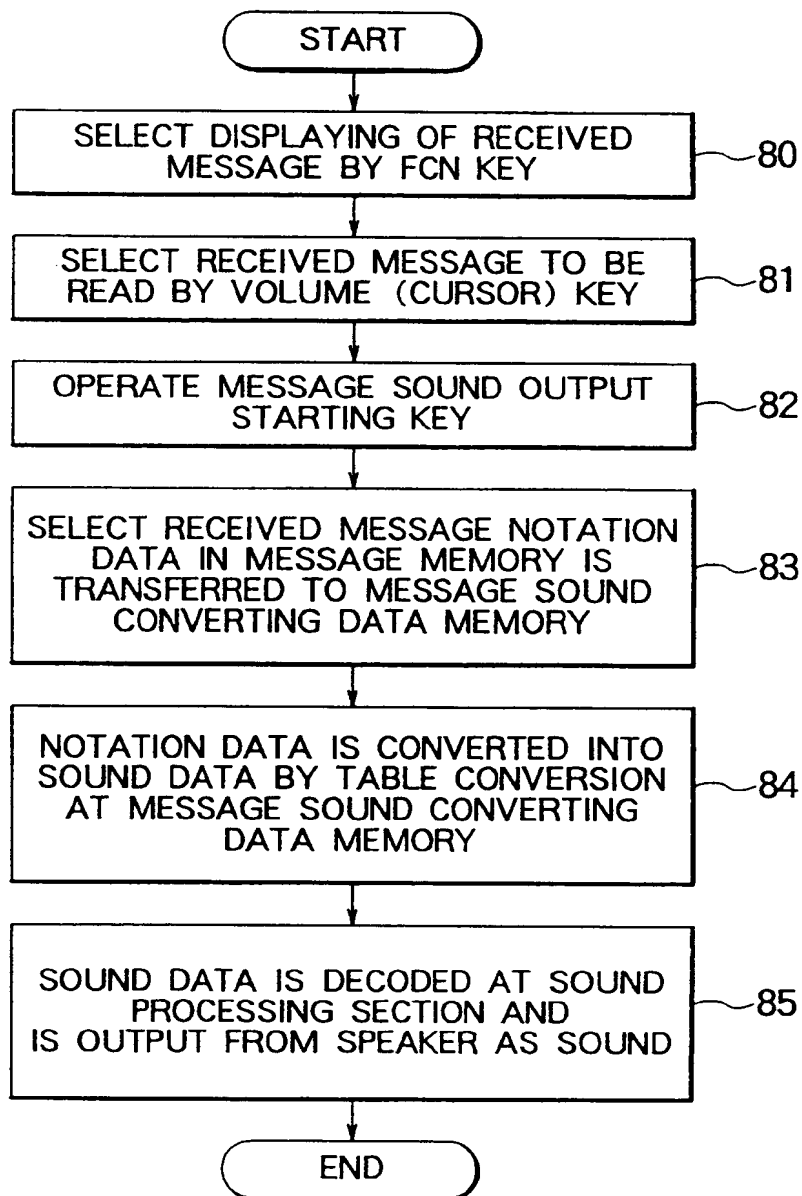 START
SELECT DISPLAYING OF RECEIVED
MESSAGE BY FCN KEY
80
SELECT RECEIVED MESSAGE TO BE
READ BY VOLUME (CURSOR) KEY
81
OPERATE MESSAGE SOUND OUTPUT
STARTING KEY
82
SELECT RECEIVED MESSAGE NOTATION
DATA IN MESSAGE MEMORY IS
TRANSFERRED TO MESSAGE SOUND
CONVERTING DATA MEMORY
83
NOTATION DATA IS CONVERTED INTO
SOUND DATA BY TABLE CONVERSION
AT MESSAGE SOUND CONVERTING
DATA MEMORY
84
SOUND DATA IS DECODED AT SOUND
PROCESSING SECTION AND
IS OUTPUT FROM SPEAKER AS SOUND
85
END